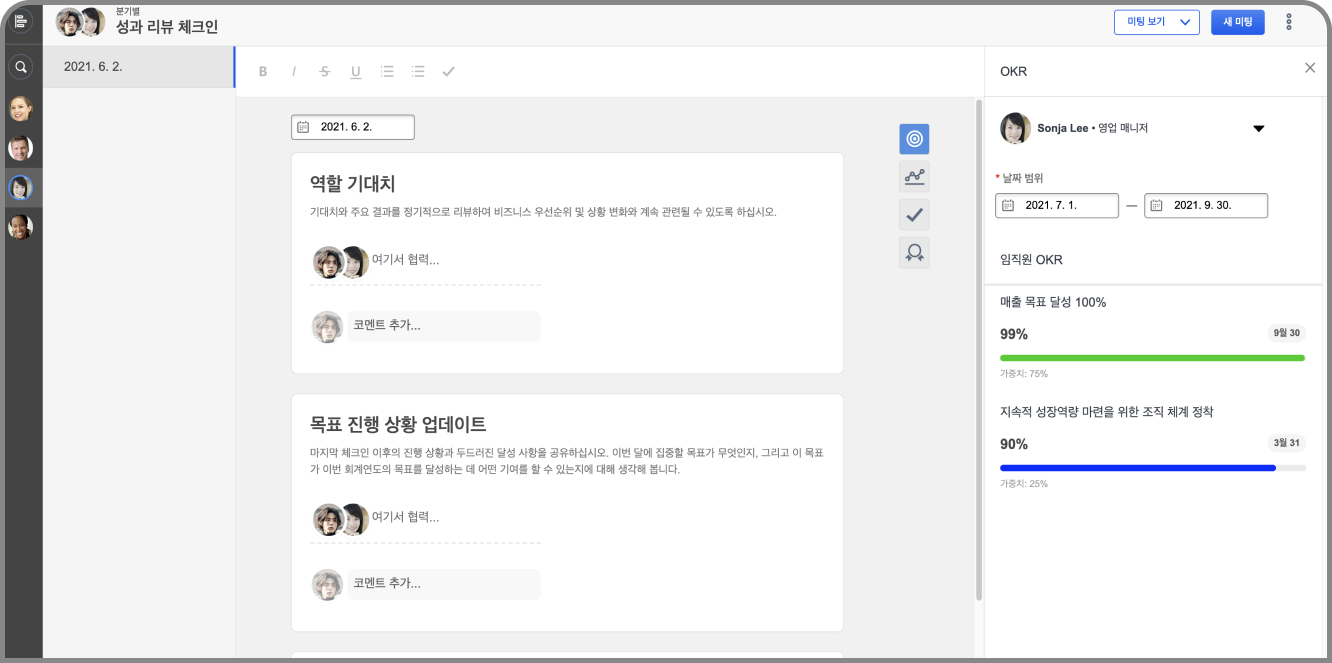 분기별
성과 리뷰 체크인
미팅 보기
새 미팅
2021. 6. 2.
B I S U
2021. 6. 2.
역할 기대치
기대치와 주요 결과를 정기적으로 리뷰하여 비즈니스 우선순위 및 상황 변화와 계속 관련될 수 있도록 하십시오.
여기서 협력...
코멘트 추가...
목표 진행 상황 업데이트
마지막 체크인 이후의 진행 상황과 두드러진 달성 사항을 공유하십시오. 이번 달에 집중할 목표가 무엇인지, 그리고 이 목표
가 이번 회계연도의 목표를 달성하는 데 어떤 기여를 할 수 있는지에 대해 생각해 봅니다.
여기서 협력...
코멘트 추가...
OKR
Sonja Lee • 영업 매니저
* 날짜 범위
2021. 7. 1. — 2021. 9. 30.
임직원 OKR
매출 목표 달성 100%
99%
9월 30
가중치: 75%
지속적 성장역량 마련을 위한 조직 체계 정착
90%
3월 31
가중치: 25%